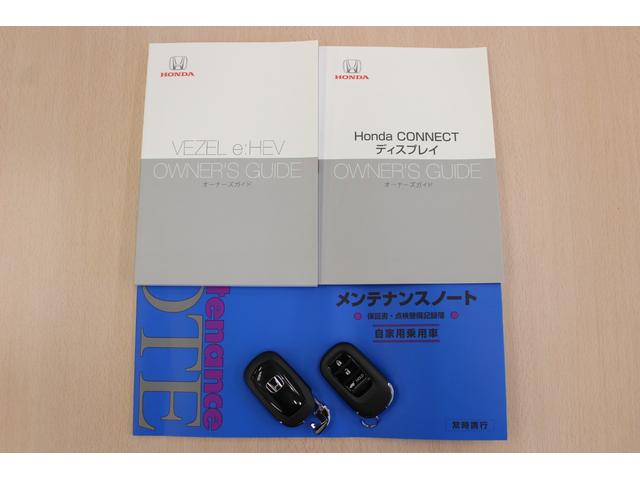 HONDA
VEZEL e:HEV
OWNER'S GUIDE
オーナーズガイド
HONDA
Honda CONNECT
ディスプレイ
OWNER'S GUIDE
オーナーズガイド
tenance
OTE
メンテナンスノート
保証書・点検整備記録簿
自家用乗用車
常時携行
HOLD